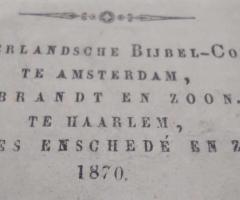 ERLANDSCHE BIJBEL-CO
TE AMSTERDAM,
BRANDT EN ZOON
TE HAARLEM,
ES ENSCHEDÉ EN Z
1870.